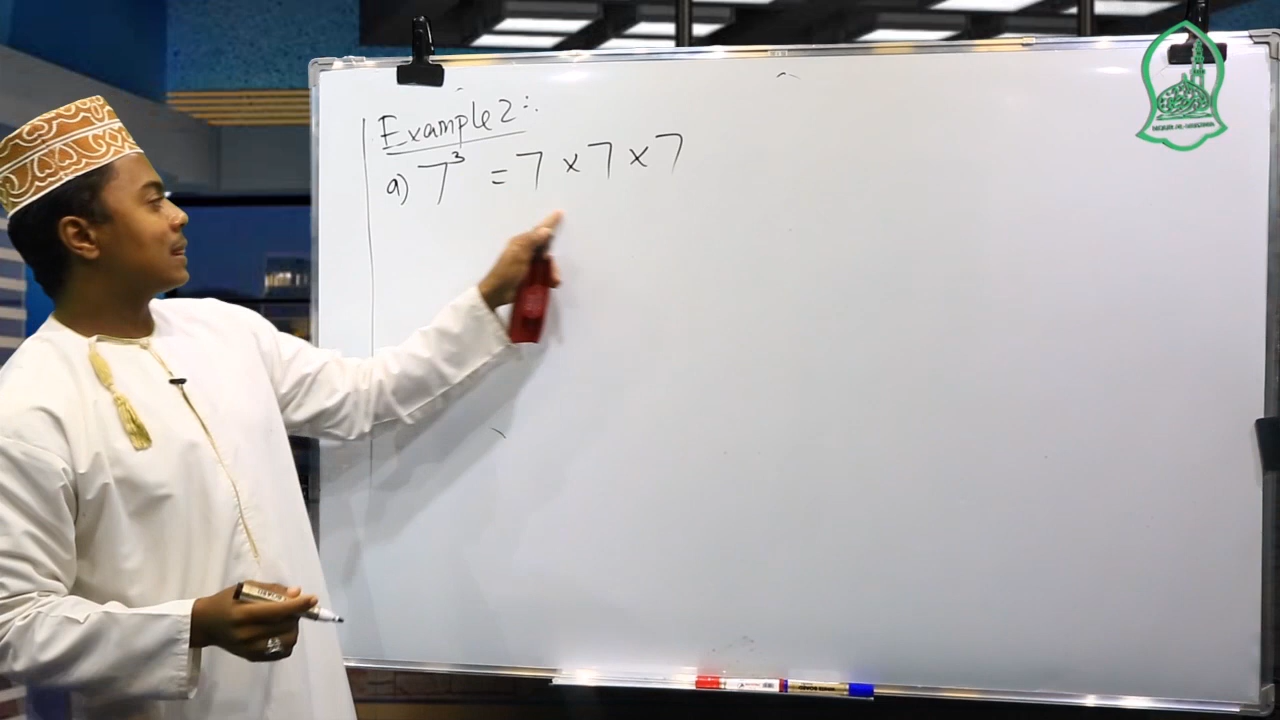 Example 2:.
a) 7³ = 7 × 7 × 7